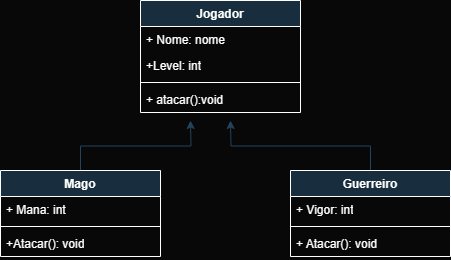 Jogador
+ Nome: nome
+Level: int
+ atacar():void
Mago
+ Mana: int
+Atacar(): void
Guerreiro
+ Vigor: int
+ Atacar(): void